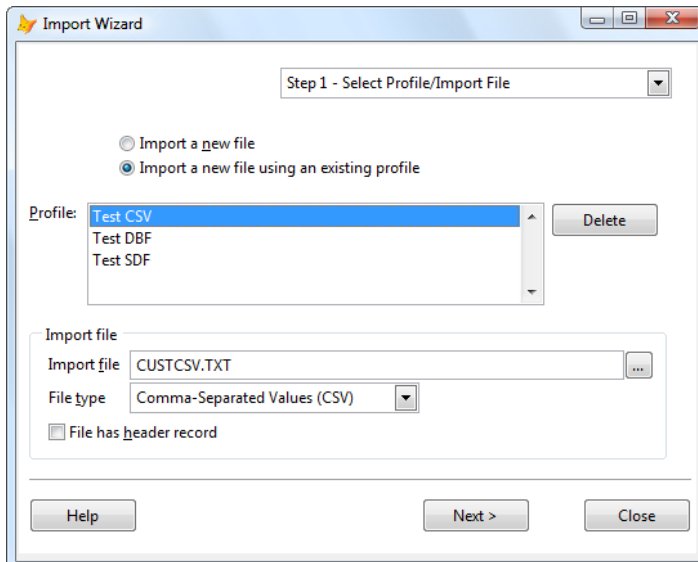 Import Wizard
Step 1 - Select Profile/Import File
Import a new file
Import a new file using an existing profile
Profile:
Test CSV
Delete
Test DBF
Test SDF
Import file
Import file CUSTCSV.TXT ...
File type Comma-Separated Values (CSV)
File has header record
Help Next > Close